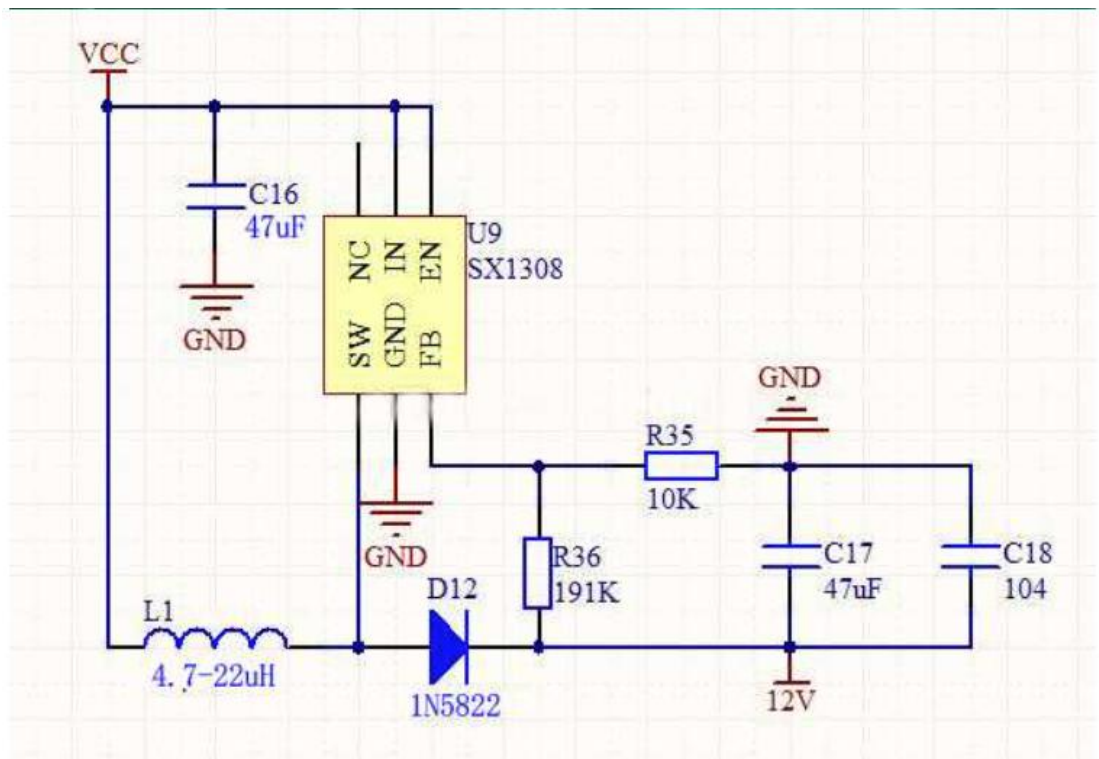 VCC
C16
47uF
GND
NC
IN
EN
SW
GND
FB
U9
SX1308
GND
R35
10K
GND
R36
191K
C17
47uF
C18
104
D12
1N5822
L1
4.7-22uH
12V